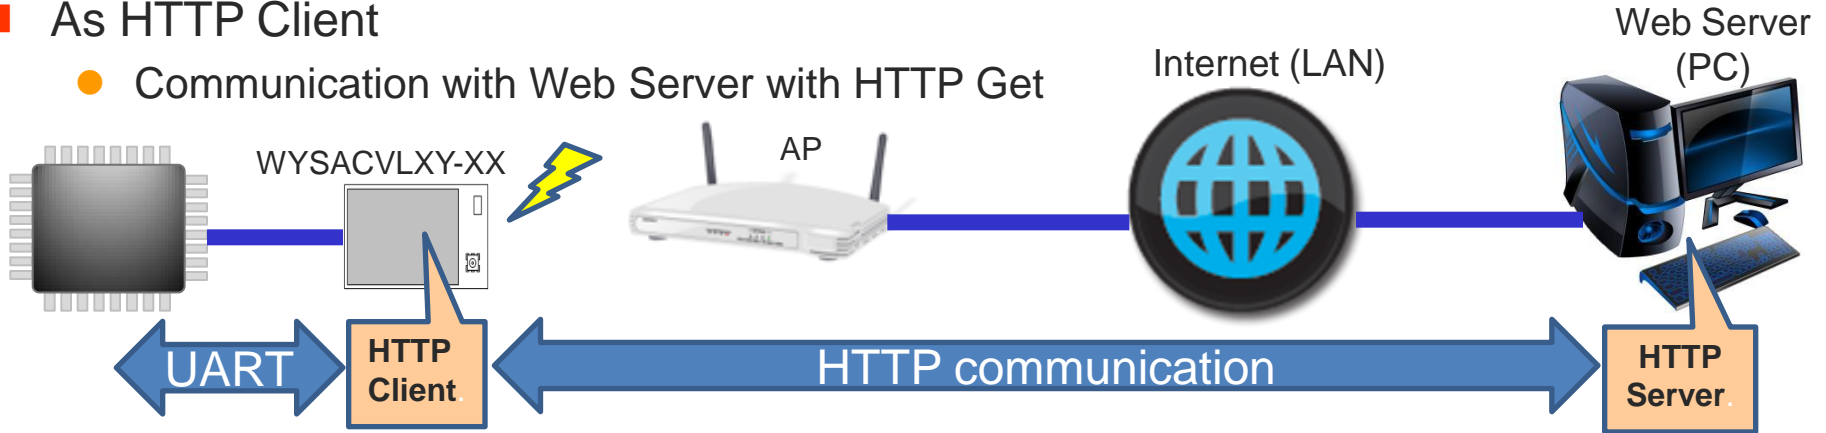 As HTTP Client
Communication with Web Server with HTTP Get
Internet (LAN)
Web Server
(PC)
WYSACVLXY-XX
AP
UART
HTTP
Client.
HTTP communication
HTTP
Server.